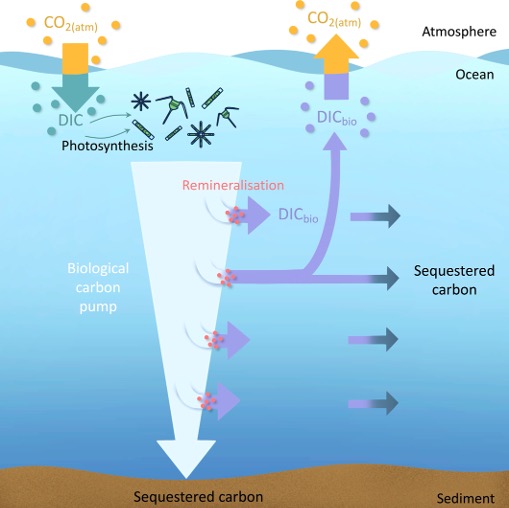 CO2(atm)
CO2(atm)
Atmosphere
Ocean
DIC
DICbio
Photosynthesis
Remineralisation
DICbio
Biological
carbon
pump
Sequestered
carbon
Sequestered carbon
Sediment